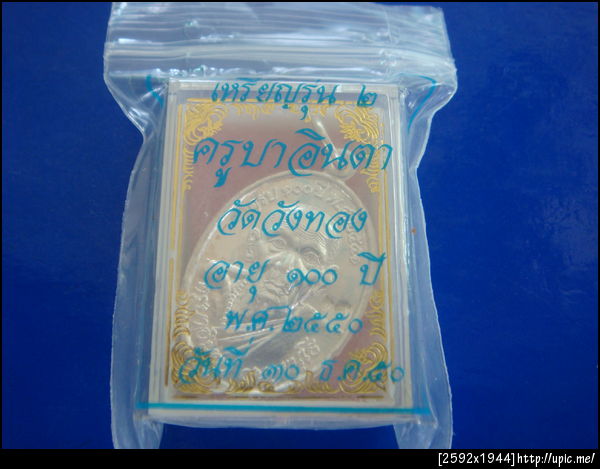 เหรียญรุ่น ๒
ครูบาอินตา
วัดวังทอง
อายุ ๑๐๐ ปี
พ.ศ. ๒๕๕๐
วันที่ ๓๐ ธ.ค. ๕๐
[2592x1944]http://upic.me/